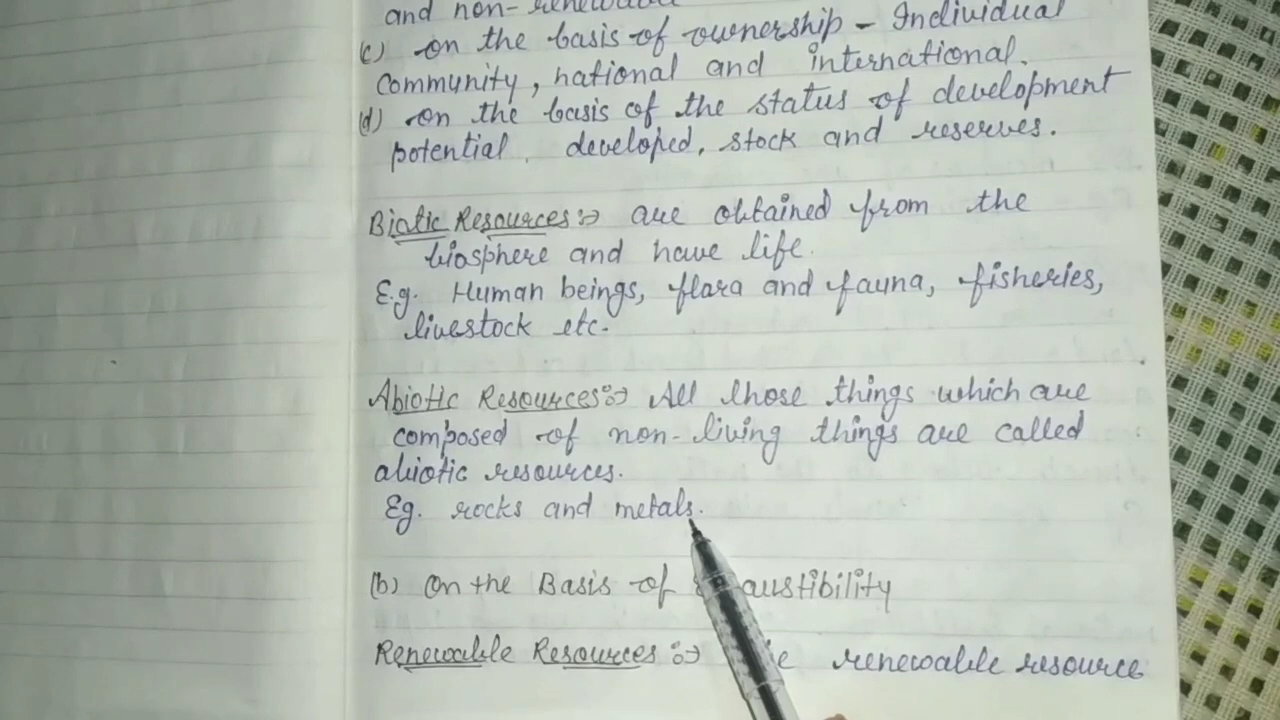 and non-renewable
(c) on the basis of ownership - Individual
community, national and international.
(d) on the basis of the status of development
potential, developed, stock and reserves.
Biotic Resources :→ are obtained from the
biosphere and have life.
E.g. Human beings, flora and fauna, fisheries,
livestock etc.
Abiotic Resources :→ All those things which are
composed of non-living things are called
abiotic resources.
Eg. rocks and metals.
(b) On the Basis of
Renewable Resources :→ renewable resource